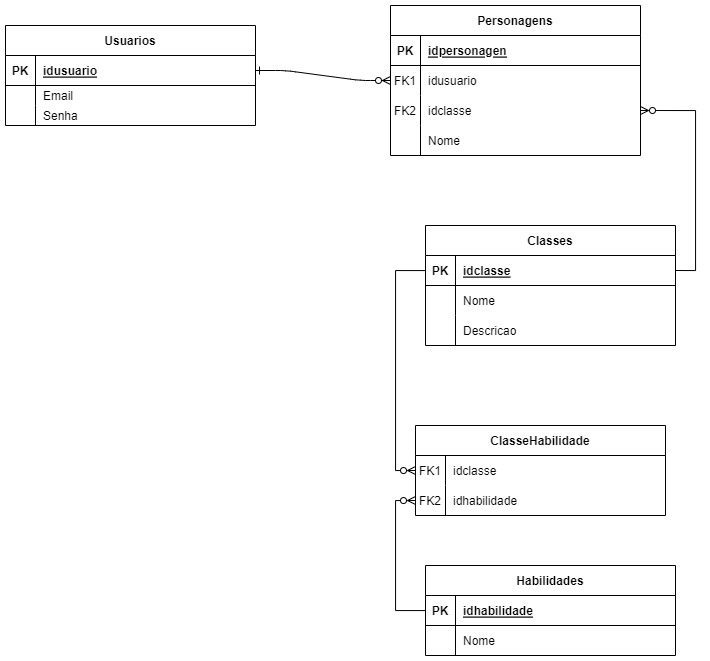 Usuarios
PK idusuario
Email
Senha
Personagens
PK idpersonagen
FK1 idusuario
FK2 idclasse
Nome
Classes
PK idclasse
Nome
Descricao
ClasseHabilidade
FK1 idclasse
FK2 idhabilidade
Habilidades
PK idhabilidade
Nome